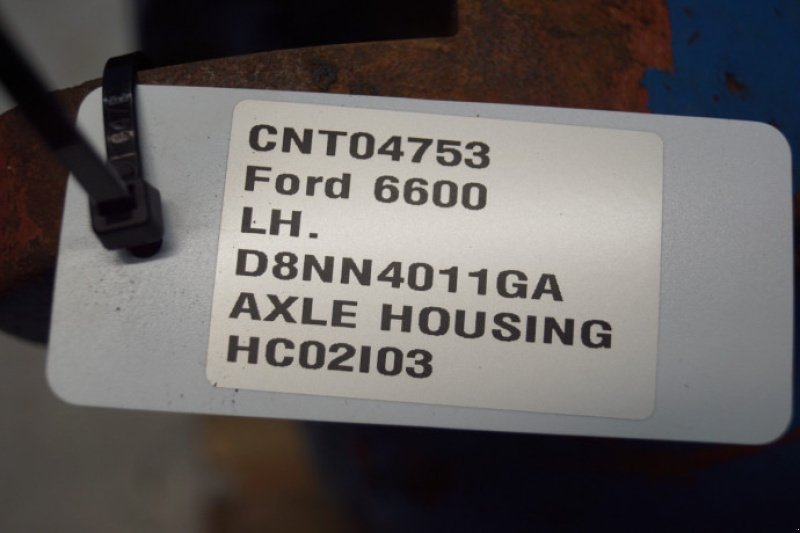 CNT04753
Ford 6600
LH.
D8NN4011GA
AXLE HOUSING
HC02I03